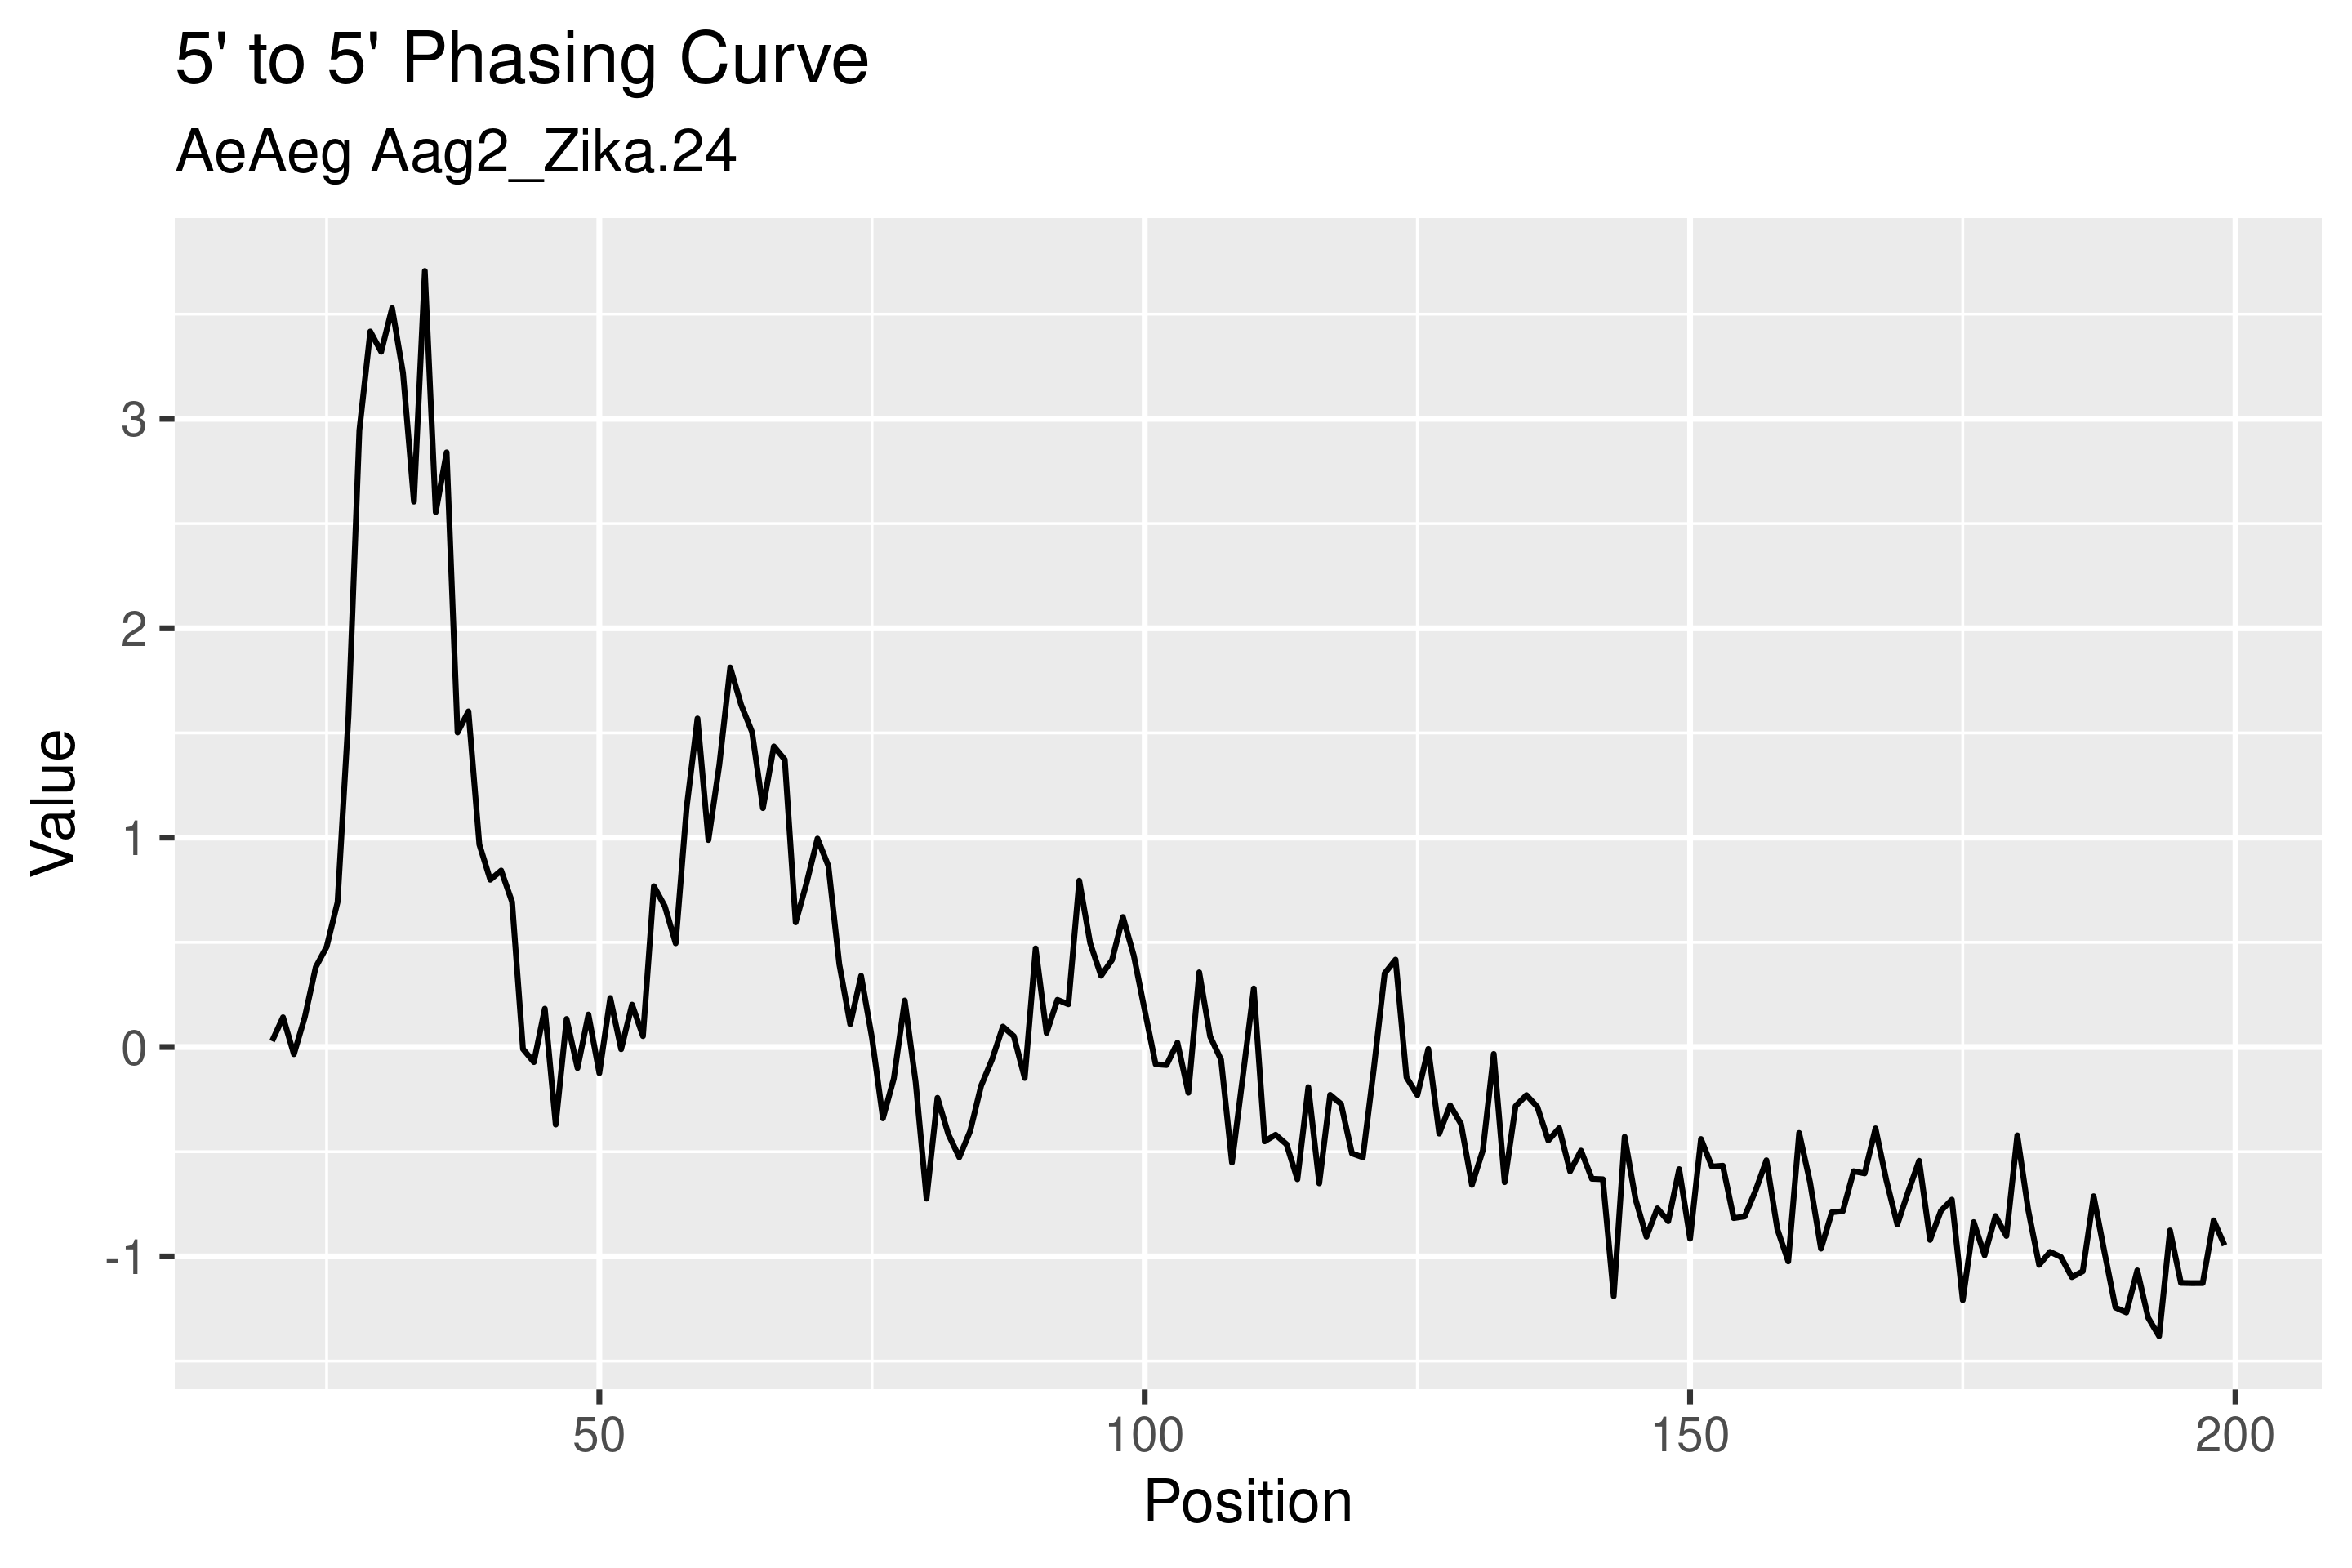 5' to 5' Phasing Curve
AeAeg Aag2_Zika.24
3
2
1
0
-1
Value
50 100 150 200
Position